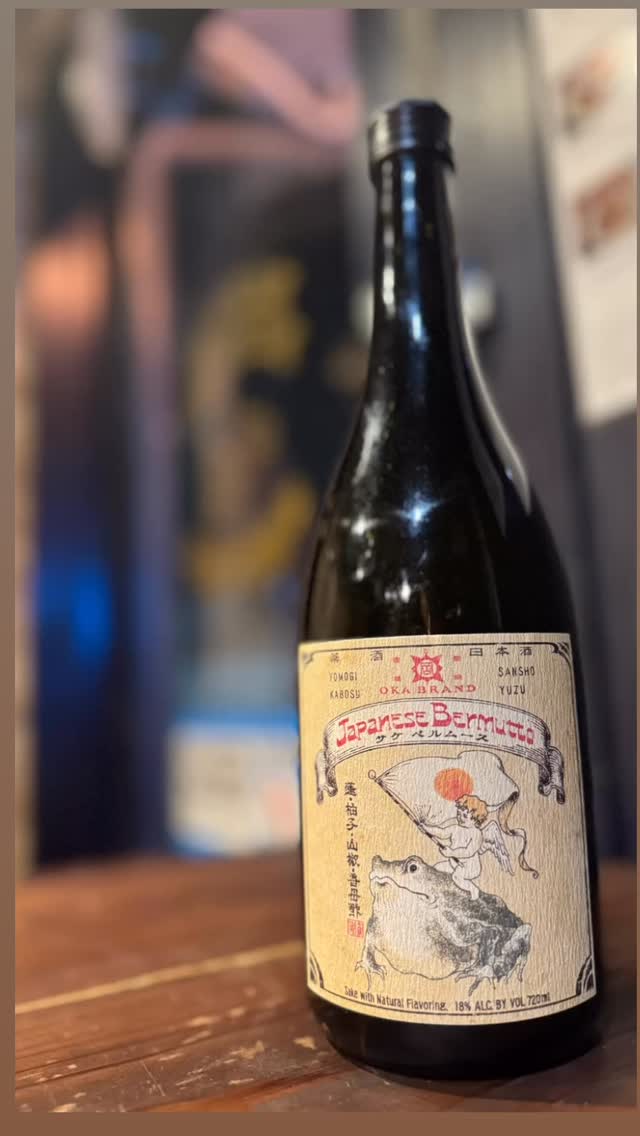 薬酒 日本酒
YOMOGI
KABOSU
SANSHO
YUZU
OKA BRAND
Japanese Bermutto
サケ ベルムース
蓬・柚子・山椒・香母酢
Sake with Natural Flavoring. 18% ALC. BY VOL 720ml